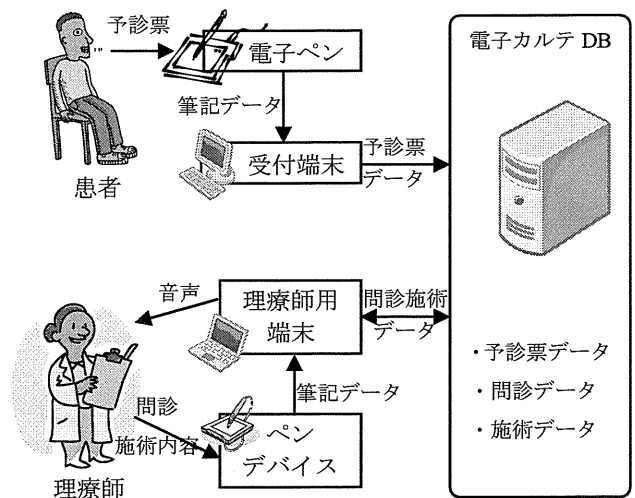 予診票
電子ペン
電子カルテ DB
筆記データ
受付端末
予診票
データ
患者
音声
理療師用
端末
問診施術
データ
・予診票データ
・問診データ
・施術データ
筆記データ
問診
施術内容
ペン
デバイス
理療師